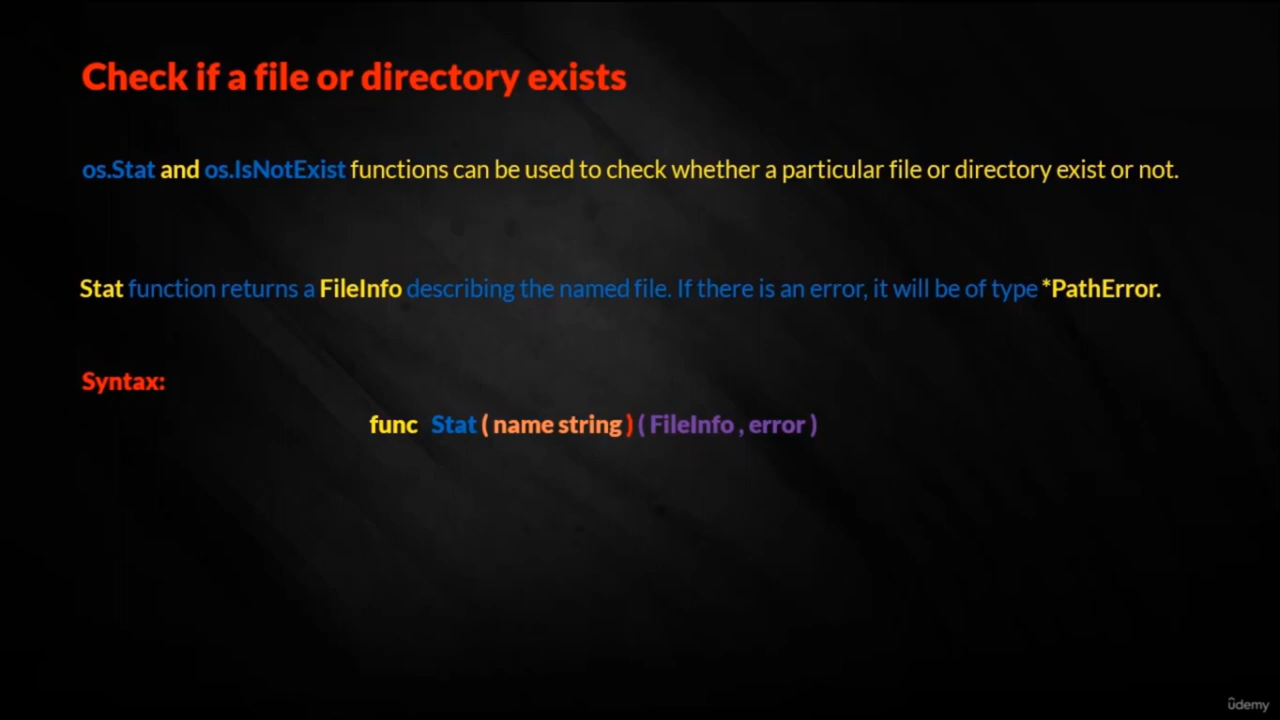 Check if a file or directory exists
os.Stat and os.IsNotExist functions can be used to check whether a particular file or directory exist or not.
Stat function returns a FileInfo describing the named file. If there is an error, it will be of type *PathError.
Syntax:
func Stat ( name string ) ( FileInfo , error )
ûdemy